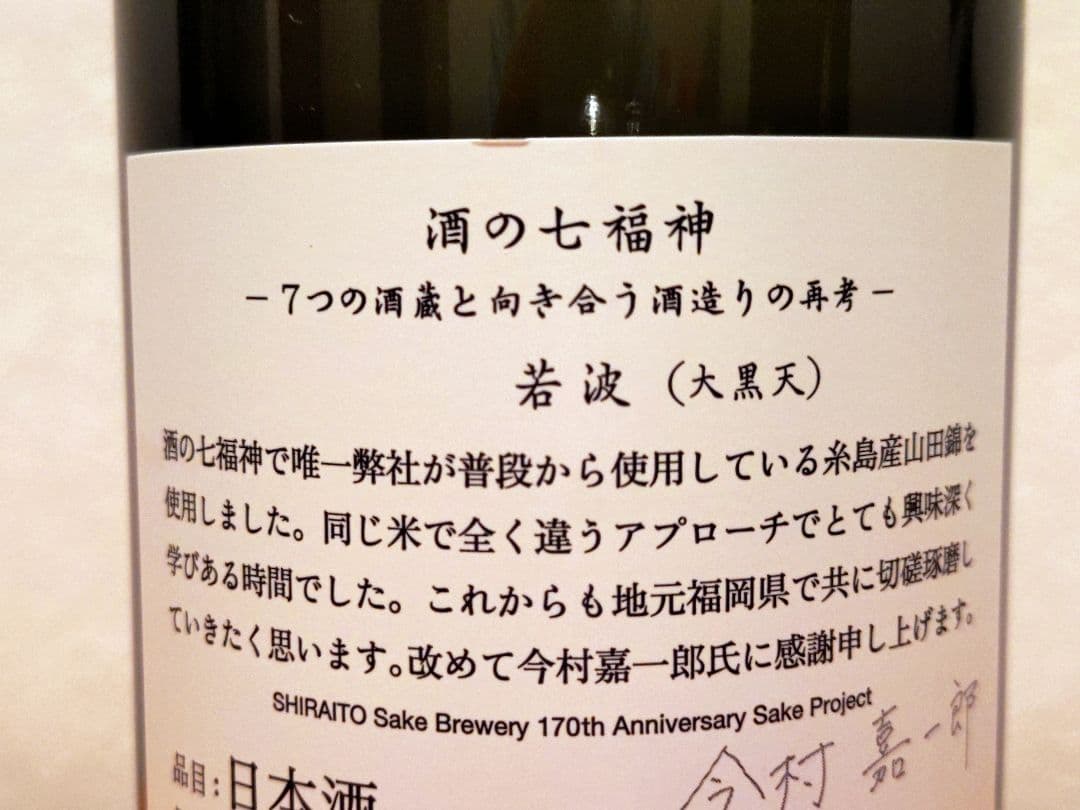 酒の七福神
－7つの酒蔵と向き合う酒造りの再考－
若波（大黒天）
酒の七福神で唯一弊社が普段から使用している糸島産山田錦を
使用しました。同じ米で全く違うアプローチでとても興味深く
学びある時間でした。これからも地元福岡県で共に切磋琢磨し
ていきたく思います。改めて今村嘉一郎氏に感謝申し上げます。
SHIRAITO Sake Brewery 170th Anniversary Sake Project
今村 嘉一郎
品目：日本酒